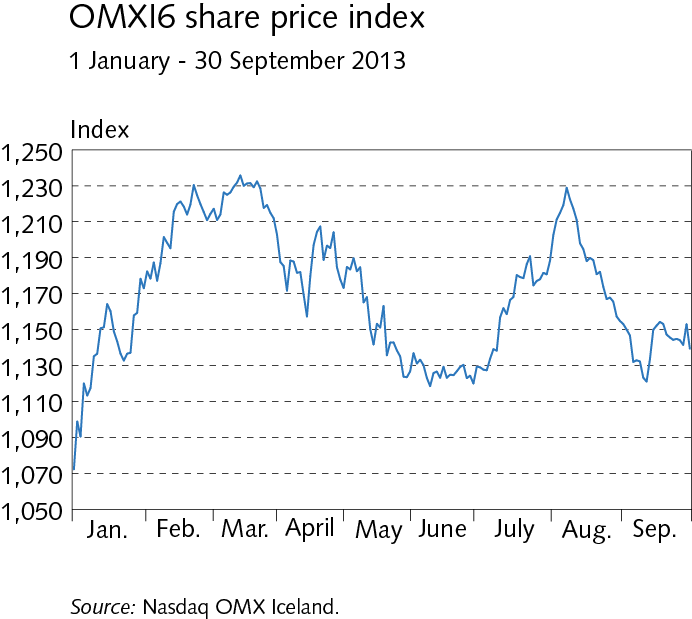 OMXI6 share price index
1 January - 30 September 2013
Index
1,250
1,230
1,210
1,190
1,170
1,150
1,130
1,110
1,090
1,070
1,050
Jan. Feb. Mar. April May June July Aug. Sep.
Source: Nasdaq OMX Iceland.